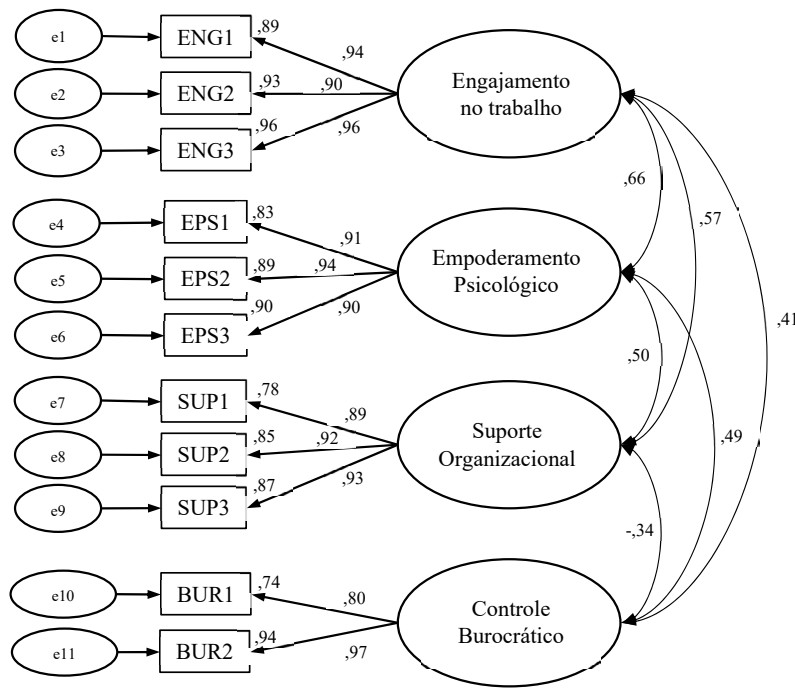 e1
ENG1
,89
,94
e2
ENG2
,93
,90
e3
ENG3
,96
,96
Engajamento
no trabalho
e4
EPS1
,83
,91
e5
EPS2
,89
,94
e6
EPS3
,90
,90
Empoderamento
Psicológico
e7
SUP1
,78
,89
e8
SUP2
,85
,92
e9
SUP3
,87
,93
Suporte
Organizacional
e10
BUR1
,74
,80
e11
BUR2
,94
,97
Controle
Burocrático
,66
,57
,41
,50
,49
-,34